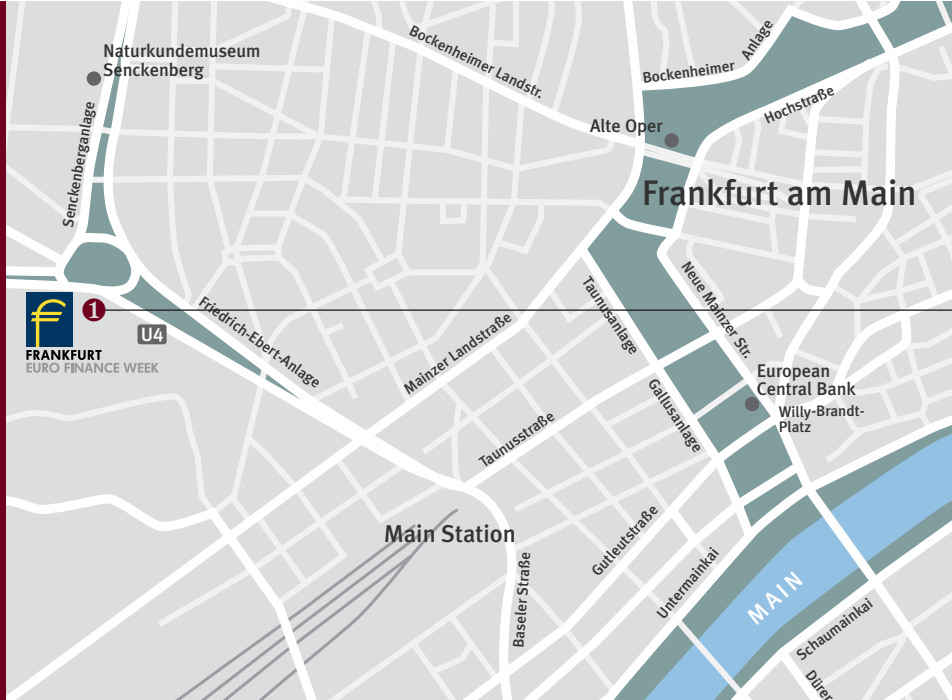 Naturkundemuseum
Senckenberg
Bockenheimer Landstr.
Bockenheimer
Anlage
Hochstraße
Alte Oper
Senckenberganlage
Frankfurt am Main
Neue Mainzer Str.
Taunusanlage
1
U4
FRANKFURT
EURO FINANCE WEEK
Friedrich-Ebert-Anlage
Mainzer Landstraße
European
Central Bank
Willy-Brandt-
Platz
Gallusanlage
Taunusstraße
Main Station
Gutleutstraße
Baseler Straße
Untermainkai
MAIN
Schaumainkai
Dürer